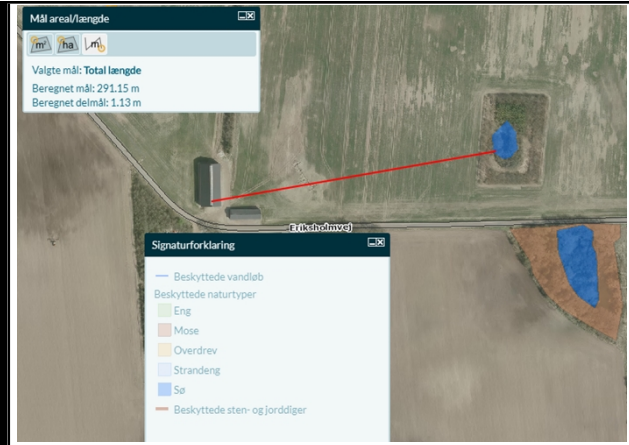 Mål areal/længde
m²
ha
m
Valgte mål: Total længde
Beregnet mål: 291.15 m
Beregnet delmål: 1.13 m
Eriksholmvej
Signaturforklaring
Beskyttede vandløb
Beskyttede naturtyper
Eng
Mose
Overdrev
Strandeng
Sø
Beskyttede sten- og jorddiger